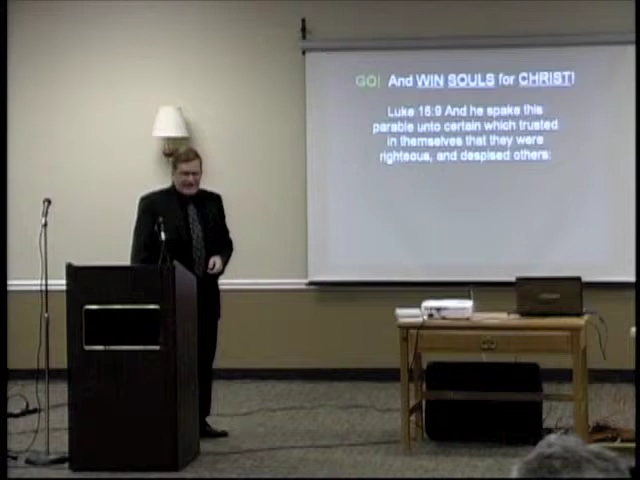 GO! And WIN SOULS for CHRIST!
Luke 18:9 And he spake this
parable unto certain which trusted
in themselves that they were
righteous, and despised others: